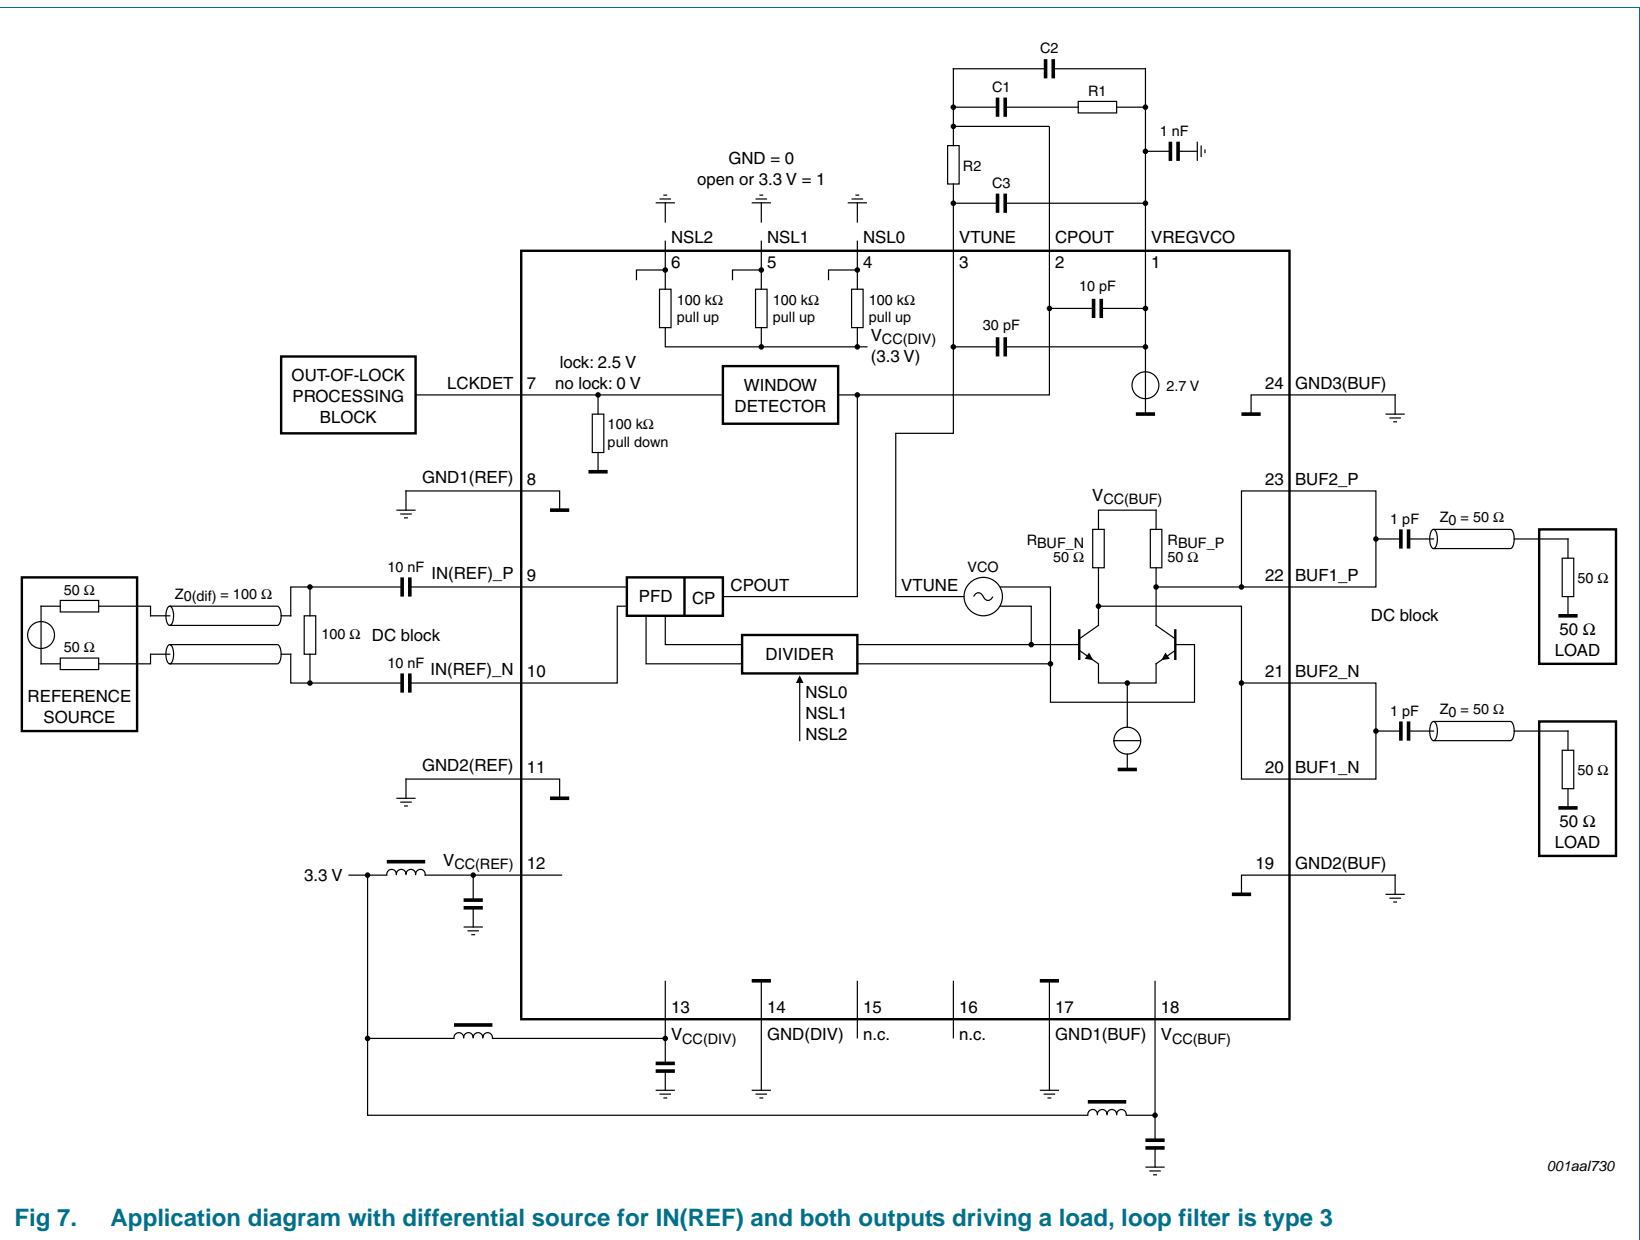 C2
C1
R1
1 nF
GND = 0
open or 3.3 V = 1
R2
C3
NSL2
NSL1
NSL0
VTUNE
CPOUT
VREGVCO
6
5
4
3
2
1
100 kΩ
pull up
100 kΩ
pull up
100 kΩ
pull up
VCC(DIV)
(3.3 V)
10 pF
30 pF
2.7 V
OUT-OF-LOCK
PROCESSING
BLOCK
LCKDET
7
lock: 2.5 V
no lock: 0 V
100 kΩ
pull down
WINDOW
DETECTOR
24
GND3(BUF)
GND1(REF)
8
23
BUF2_P
VCC(BUF)
RBUF_N
50 Ω
RBUF_P
50 Ω
1 pF
Z0 = 50 Ω
50 Ω
50 Ω
LOAD
22
BUF1_P
DC block
50 Ω
50 Ω
REFERENCE
SOURCE
Z0(dif) = 100 Ω
100 Ω
DC block
10 nF
IN(REF)_P
9
10 nF
IN(REF)_N
10
PFD
CP
CPOUT
VTUNE
VCO
DIVIDER
NSL0
NSL1
NSL2
21
BUF2_N
1 pF
Z0 = 50 Ω
50 Ω
50 Ω
LOAD
20
BUF1_N
GND2(REF)
11
3.3 V
VCC(REF)
12
19
GND2(BUF)
13
14
15
16
17
18
VCC(DIV)
GND(DIV)
n.c.
n.c.
GND1(BUF)
VCC(BUF)
001aal730
Fig 7. Application diagram with differential source for IN(REF) and both outputs driving a load, loop filter is type 3